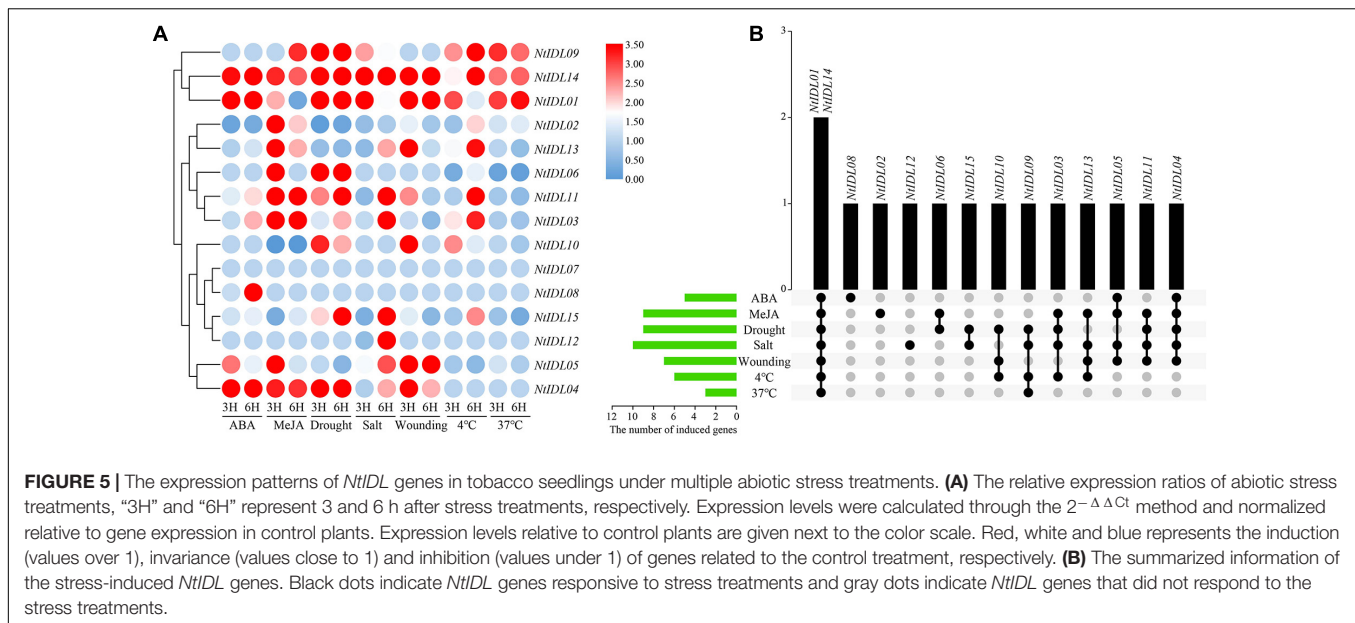 A
NtIDL09
NtIDL14
NtIDL01
NtIDL02
NtIDL13
NtIDL06
NtIDL11
NtIDL03
NtIDL10
NtIDL07
NtIDL08
NtIDL15
NtIDL12
NtIDL05
NtIDL04
3H 6H 3H 6H 3H 6H 3H 6H 3H 6H 3H 6H 3H 6H
ABA MeJA Drought Salt Wounding 4°C 37°C
3.50
3.00
2.50
2.00
1.50
1.00
0.50
0.00
B
3
2
1
0
NtIDL01
NtIDL14
NtIDL08
NtIDL02
NtIDL12
NtIDL06
NtIDL15
NtIDL10
NtIDL09
NtIDL03
NtIDL13
NtIDL05
NtIDL11
NtIDL04
ABA
MeJA
Drought
Salt
Wounding
4°C
37°C
12 10 8 6 4 2 0
The number of induced genes
FIGURE 5 | The expression patterns of NtIDL genes in tobacco seedlings under multiple abiotic stress treatments. (A) The relative expression ratios of abiotic stress
treatments, “3H” and “6H” represent 3 and 6 h after stress treatments, respectively. Expression levels were calculated through the 2−ΔΔCt method and normalized
relative to gene expression in control plants. Expression levels relative to control plants are given next to the color scale. Red, white and blue represents the induction
(values over 1), invariance (values close to 1) and inhibition (values under 1) of genes related to the control treatment, respectively. (B) The summarized information of
the stress-induced NtIDL genes. Black dots indicate NtIDL genes responsive to stress treatments and gray dots indicate NtIDL genes that did not respond to the
stress treatments.